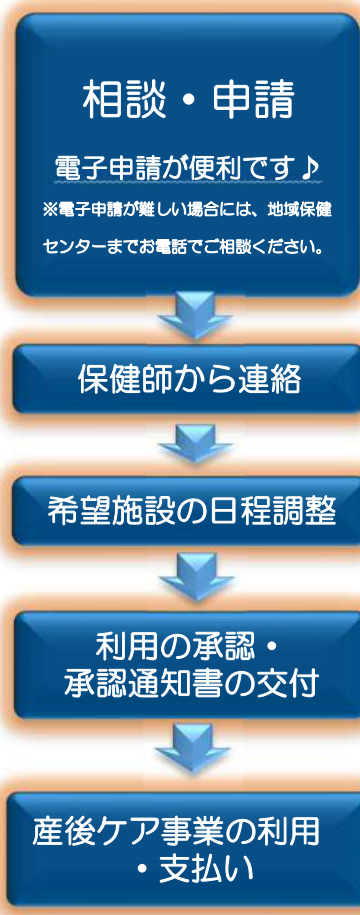 相談・申請
電子申請が便利です♪
※電子申請が難しい場合には、地域保健
センターまでお電話でご相談ください。
保健師から連絡
希望施設の日程調整
利用の承認・
承認通知書の交付
産後ケア事業の利用
・支払い